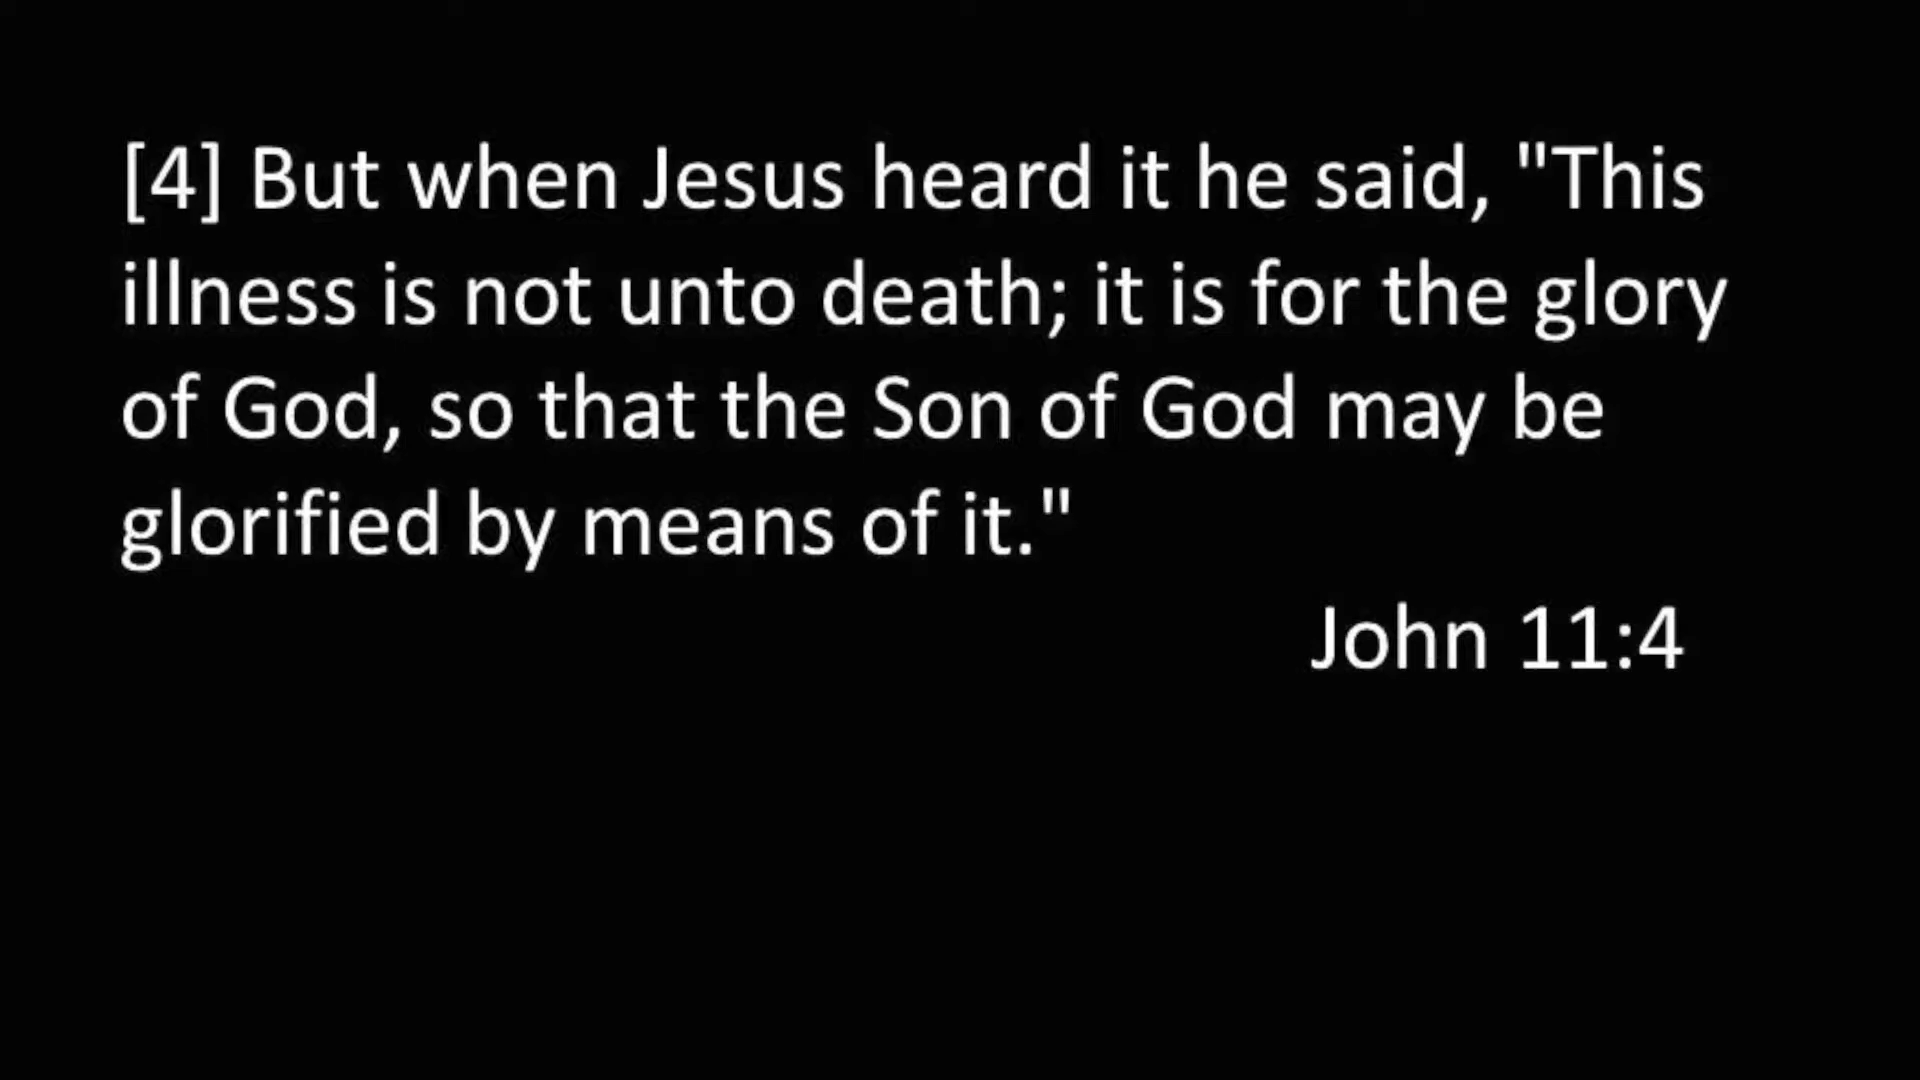 [4] But when Jesus heard it he said, "This
illness is not unto death; it is for the glory
of God, so that the Son of God may be
glorified by means of it."
John 11:4